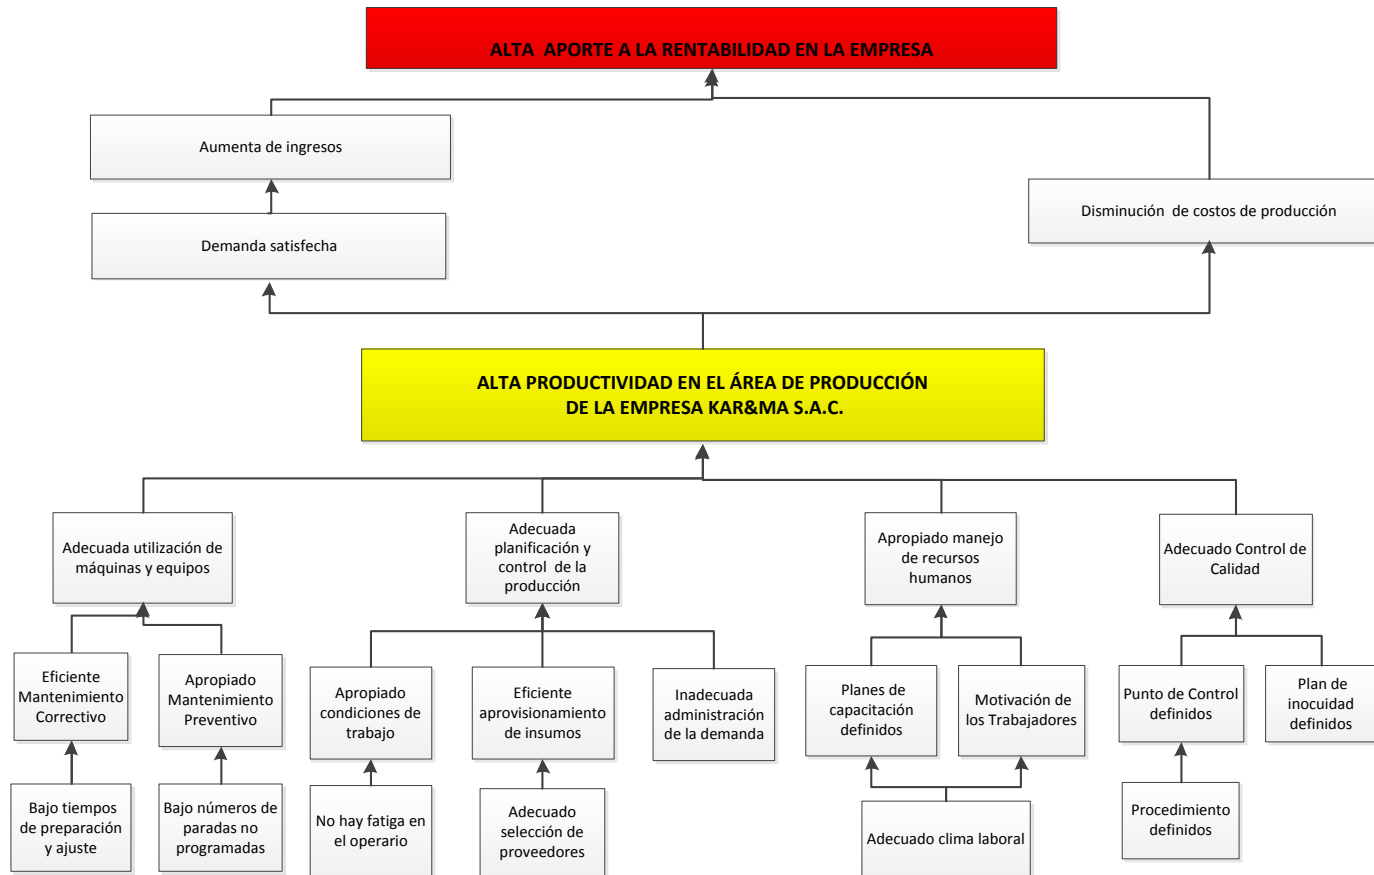 ALTA APORTE A LA RENTABILIDAD EN LA EMPRESA
Aumenta de ingresos
Disminución de costos de producción
Demanda satisfecha
ALTA PRODUCTIVIDAD EN EL ÁREA DE PRODUCCIÓN
DE LA EMPRESA KAR&MA S.A.C.
Adecuada utilización de
máquinas y equipos
Adecuada
planificación y
control de la
producción
Apropiado manejo
de recursos
humanos
Adecuado Control de
Calidad
Eficiente
Mantenimiento
Correctivo
Apropiado
Mantenimiento
Preventivo
Apropiado
condiciones de
trabajo
Eficiente
aprovisionamiento
de insumos
Inadecuada
administración
de la demanda
Planes de
capacitación
definidos
Motivación de
los Trabajadores
Punto de Control
definidos
Plan de
inocuidad
definidos
Bajo tiempos
de preparación
y ajuste
Bajo números de
paradas no
programadas
No hay fatiga en
el operario
Adecuado
selección de
proveedores
Adecuado clima laboral
Procedimiento
definidos